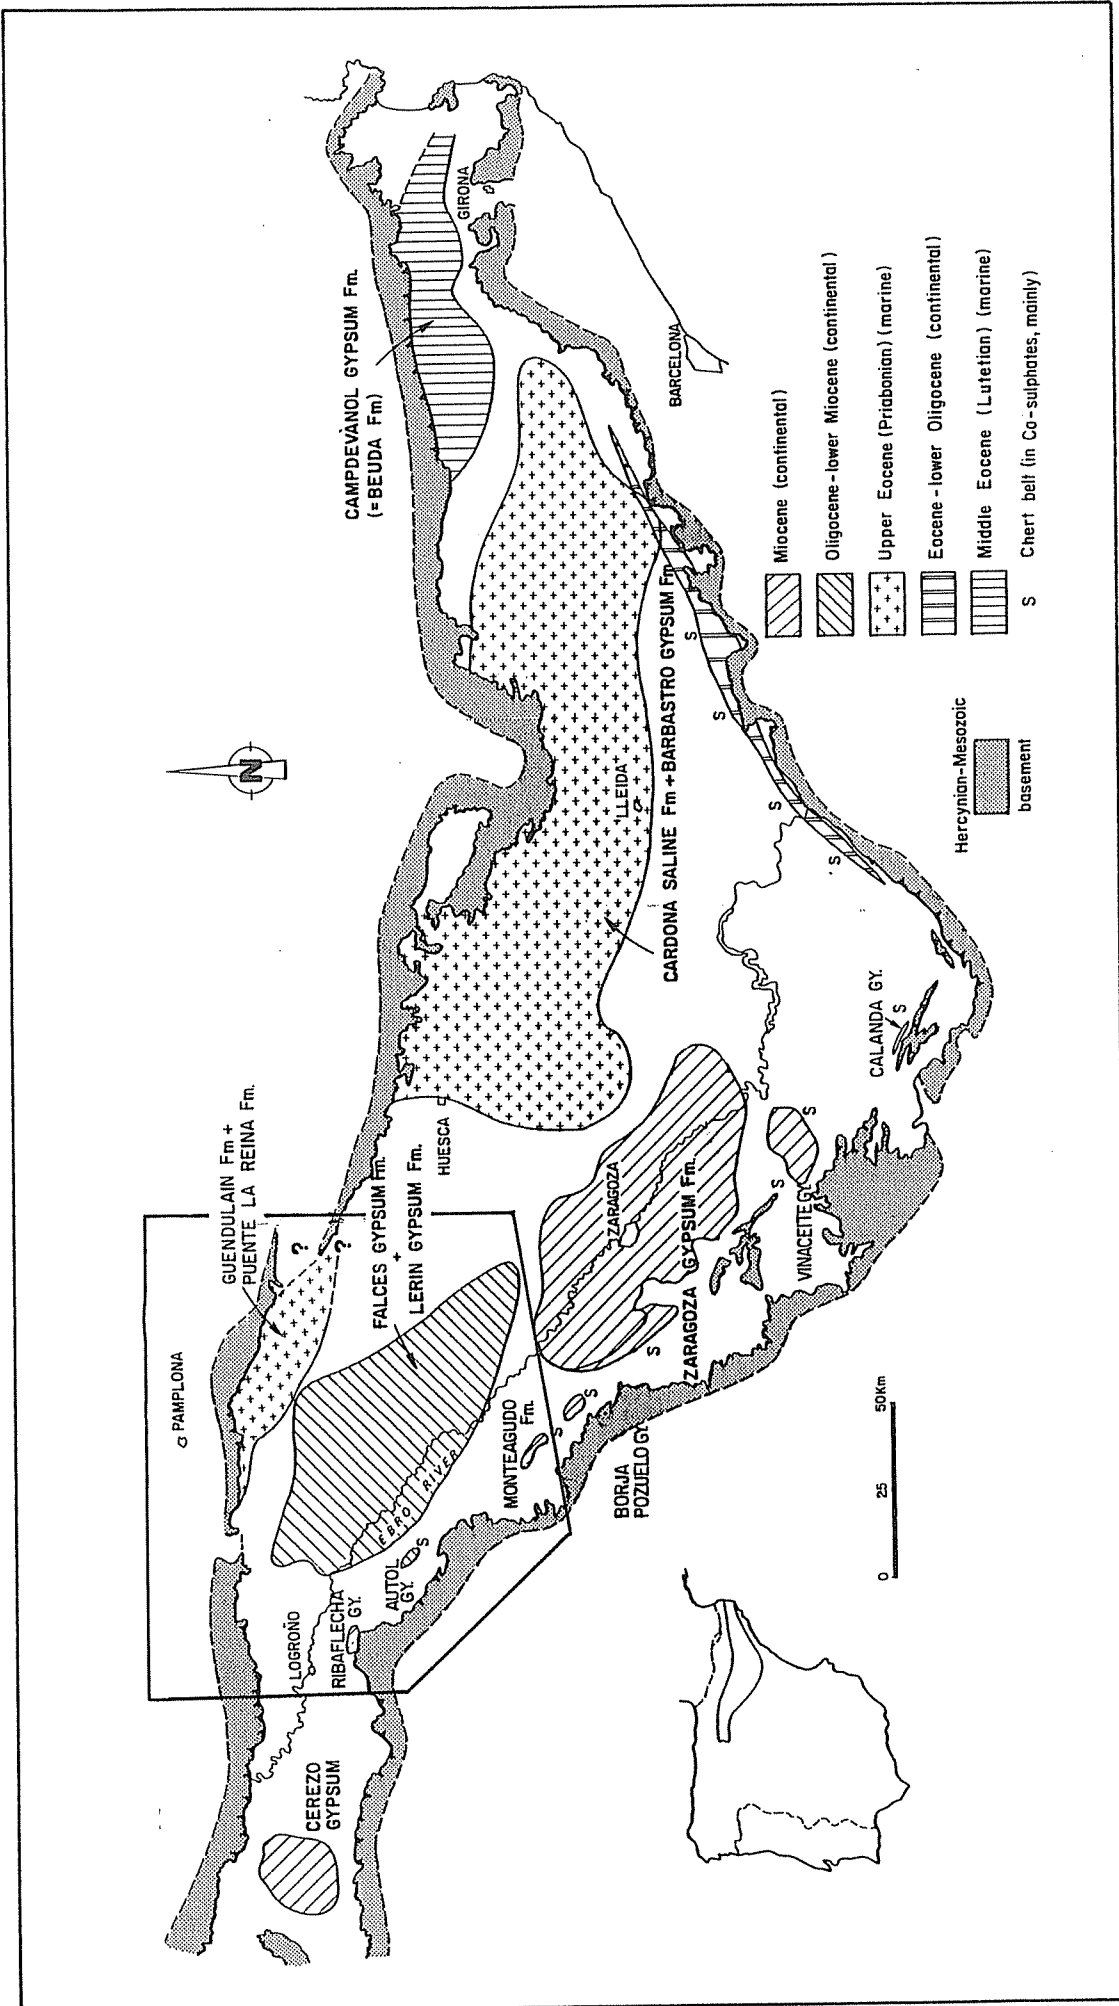 CAMPDEVÀNOL GYPSUM Fm.
(=BEUDA Fm)
GIRONA
BARCELONA
N
GUENDULAIN Fm +
PUENTE LA REINA Fm.
PAMPLONA
?
?
FALCES GYPSUM Fm.
+
LERIN GYPSUM Fm.
HUESCA
LLEIDA
CARDONA SALINE Fm + BARBASTRO GYPSUM Fm
S
S
S
S
LOGROÑO
RIBAFLECHA
GY.
AUTOL
GY.
S
EBRO RIVER
MONTEAGUDO
Fm.
S
S
BORJA
POZUELO GY.
CEREZO
GYPSUM
ZARAGOZA
ZARAGOZA GYPSUM Fm.
S
S
S
VINACEITE GY.
CALANDA GY.
S
Miocene (continental)
Oligocene-lower Miocene (continental)
Upper Eocene (Priabonian) (marine)
Eocene-lower Oligocene (continental)
Middle Eocene (Lutetian) (marine)
S Chert belt (in Ca-sulphates, mainly)
Hercynian-Mesozoic
basement
0 25 50Km